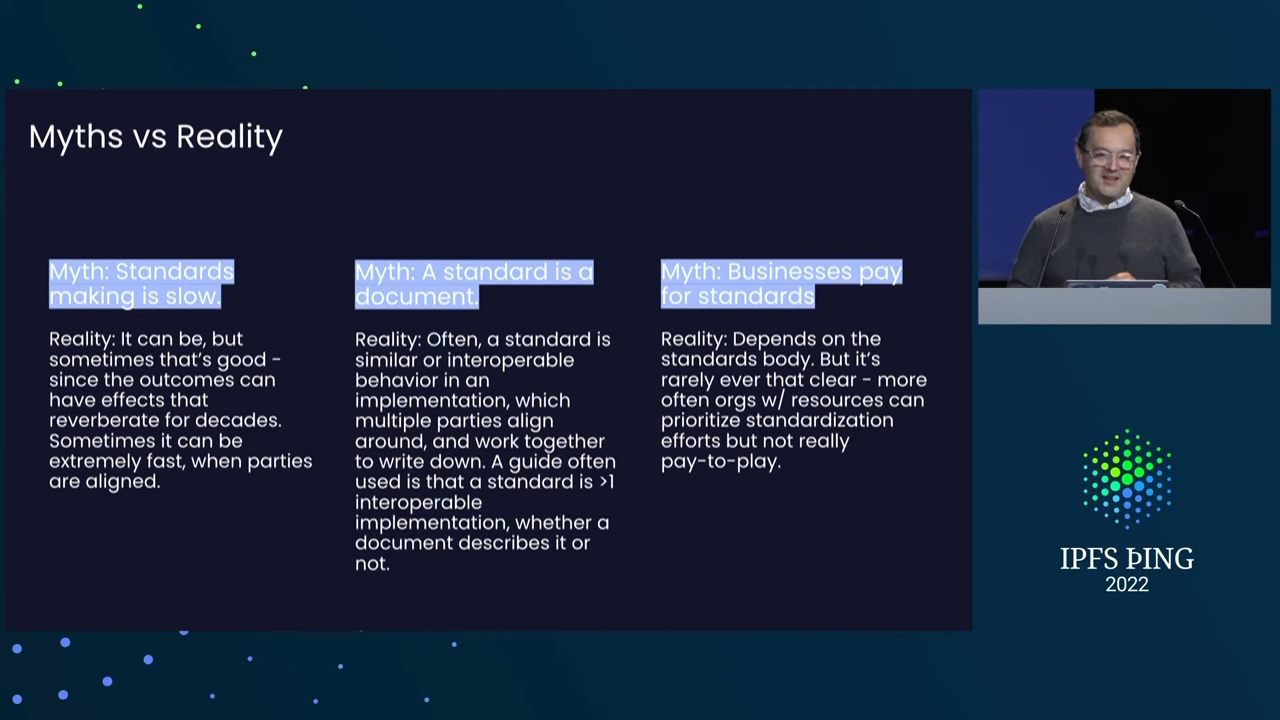 Myths vs Reality
Myth: Standards
making is slow.
Reality: It can be, but
sometimes that’s good -
since the outcomes can
have effects that
reverberate for decades.
Sometimes it can be
extremely fast, when parties
are aligned.
Myth: A standard is a
document.
Reality: Often, a standard is
similar or interoperable
behavior in an
implementation, which
multiple parties align
around, and work together
to write down. A guide often
used is that a standard is >1
interoperable
implementation, whether a
document describes it or
not.
Myth: Businesses pay
for standards
Reality: Depends on the
standards body. But it’s
rarely ever that clear - more
often orgs w/ resources can
prioritize standardization
efforts but not really
pay-to-play.
IPFS ÞING
2022